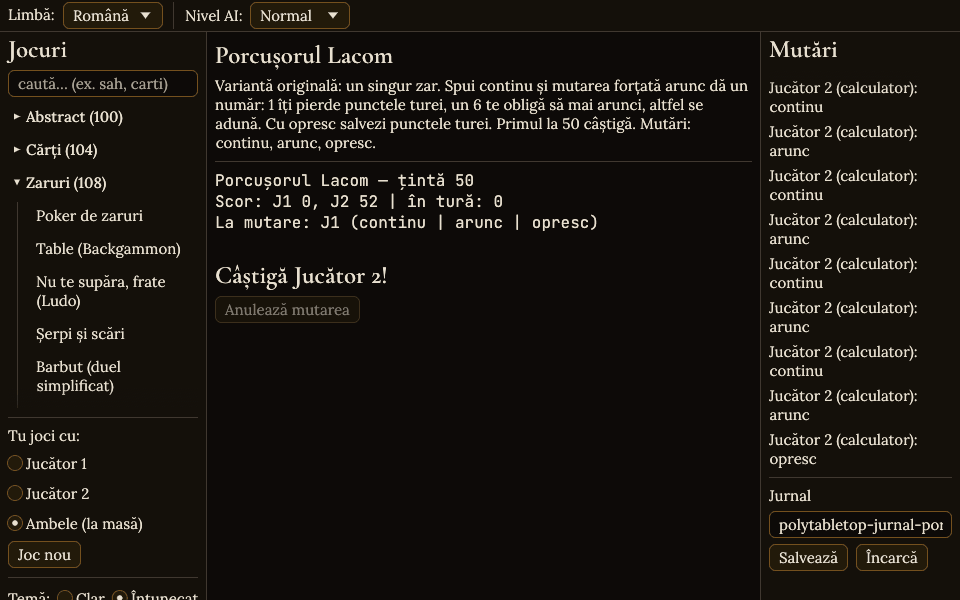 Limbă: Română ▼ Nivel AI: Normal ▼
Jocuri
caută... (ex. sah, carti)
▸ Abstract (100)
▸ Cărți (104)
▾ Zaruri (108)
Poker de zaruri
Table (Backgammon)
Nu te supăra, frate
(Ludo)
Șerpi și scări
Barbut (duel
simplificat)
Tu joci cu:
Jucător 1
Jucător 2
Ambele (la masă)
Joc nou
Temă: Clar Întunecat
Porcușorul Lacom
Variantă originală: un singur zar. Spui continu și mutarea forțată arunc dă un
număr: 1 îți pierde punctele turei, un 6 te obligă să mai arunci, altfel se
adună. Cu opresc salvezi punctele turei. Primul la 50 câștigă. Mutări:
continu, arunc, opresc.
Porcușorul Lacom — țintă 50
Scor: J1 0, J2 52 | în tură: 0
La mutare: J1 (continu | arunc | opresc)
Câștigă Jucător 2!
Anulează mutarea
Mutări
Jucător 2 (calculator):
continu
Jucător 2 (calculator):
arunc
Jucător 2 (calculator):
continu
Jucător 2 (calculator):
arunc
Jucător 2 (calculator):
continu
Jucător 2 (calculator):
arunc
Jucător 2 (calculator):
continu
Jucător 2 (calculator):
arunc
Jucător 2 (calculator):
opresc
Jurnal
polytabletop-jurnal-por
Salvează Încarcă